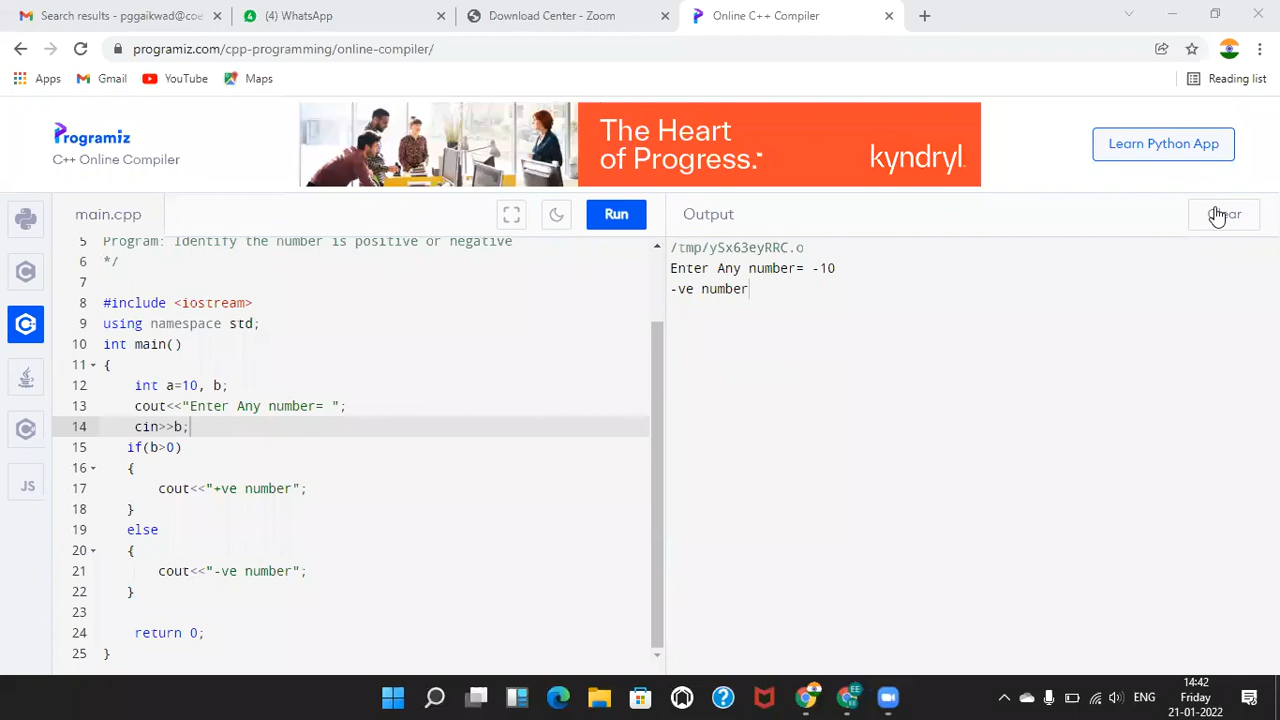 Search results - pggaikwad@coe
(4) WhatsApp
Download Center - Zoom
Online C++ Compiler
programiz.com/cpp-programming/online-compiler/
Apps
Gmail
YouTube
Maps
Reading list
Programiz
C++ Online Compiler
The Heart
of Progress.™
kyndryl
Learn Python App
main.cpp
Run
Output
Clear
5 Program: Identify the number is positive or negative
6 */
7
8 #include <iostream>
9 using namespace std;
10 int main()
11 {
12 int a=10, b;
13 cout<<"Enter Any number= ";
14 cin>>b;
15 if(b>0)
16 {
17 cout<<"+ve number";
18 }
19 else
20 {
21 cout<<"-ve number";
22 }
23
24 return 0;
25 }
/tmp/ySx63eyRRC.o
Enter Any number= -10
-ve number
JS
ENG
14:42
Friday
21-01-2022